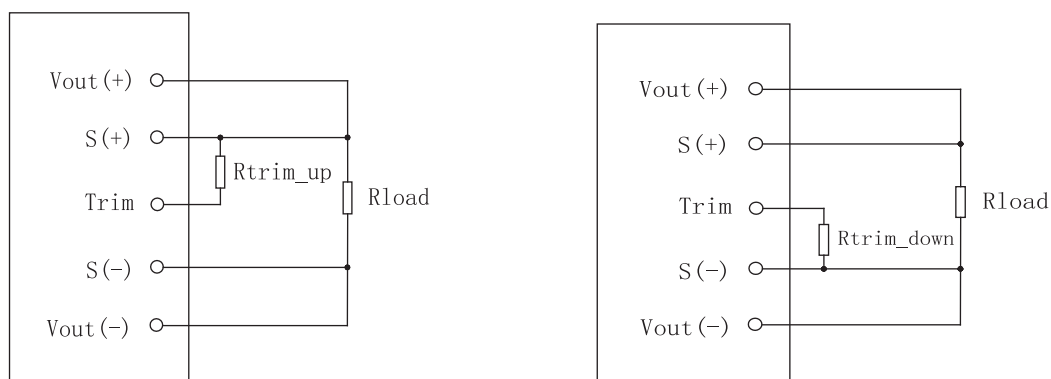 Vout(+)
S(+)
Rtrim_up
Trim
Rload
S(-)
Vout(-)
Vout(+)
S(+)
Trim
Rload
Rtrim_down
S(-)
Vout(-)